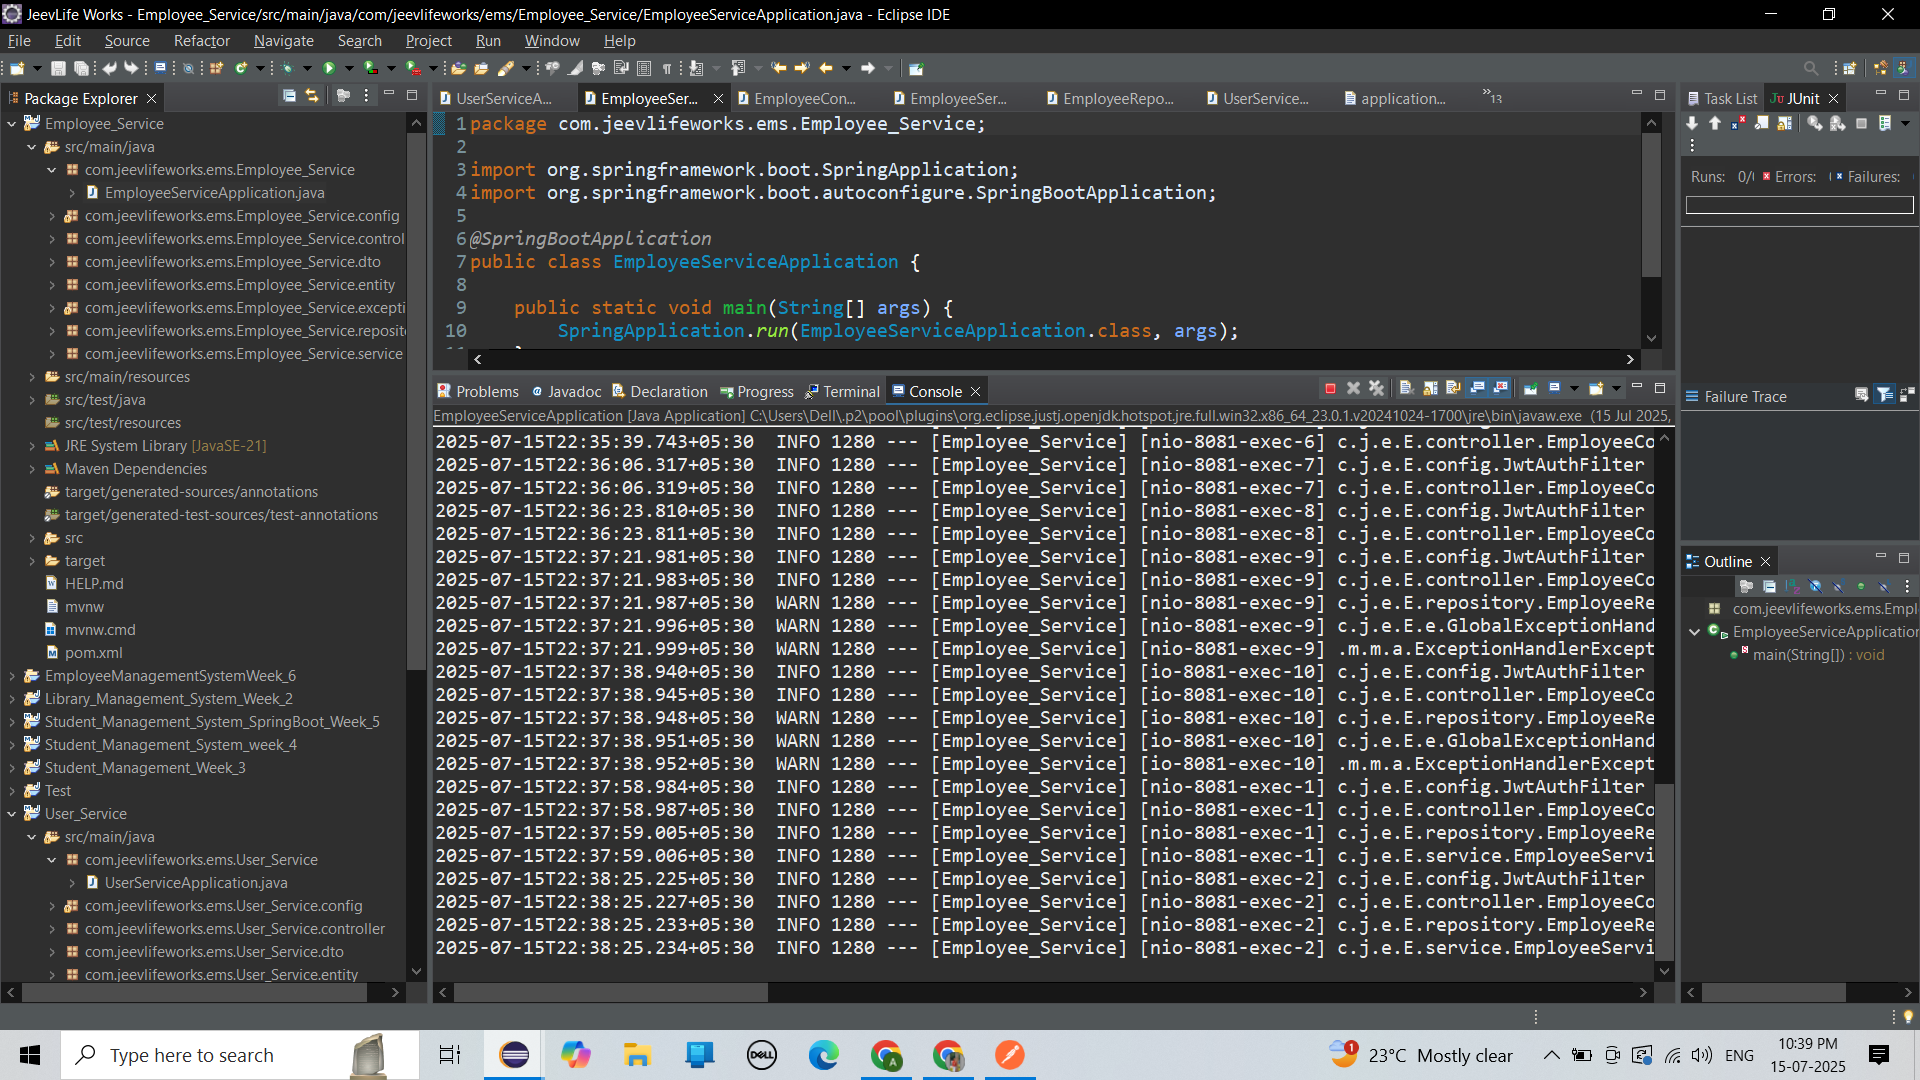 JeevLife Works - Employee_Service/src/main/java/com/jeevlifeworks/ems/Employee_Service/EmployeeServiceApplication.java - Eclipse IDE
File Edit Source Refactor Navigate Search Project Run Window Help
Package Explorer
Employee_Service
src/main/java
com.jeevlifeworks.ems.Employee_Service
EmployeeServiceApplication.java
com.jeevlifeworks.ems.Employee_Service.config
com.jeevlifeworks.ems.Employee_Service.control
com.jeevlifeworks.ems.Employee_Service.dto
com.jeevlifeworks.ems.Employee_Service.entity
com.jeevlifeworks.ems.Employee_Service.excepti
com.jeevlifeworks.ems.Employee_Service.reposit
com.jeevlifeworks.ems.Employee_Service.service
src/main/resources
src/test/java
src/test/resources
JRE System Library [JavaSE-21]
Maven Dependencies
target/generated-sources/annotations
target/generated-test-sources/test-annotations
src
target
HELP.md
mvnw
mvnw.cmd
pom.xml
EmployeeManagementSystemWeek_6
Library_Management_System_Week_2
Student_Management_System_SpringBoot_Week_5
Student_Management_System_week_4
Student_Management_Week_3
Test
User_Service
src/main/java
com.jeevlifeworks.ems.User_Service
UserServiceApplication.java
com.jeevlifeworks.ems.User_Service.config
com.jeevlifeworks.ems.User_Service.controller
com.jeevlifeworks.ems.User_Service.dto
com.jeevlifeworks.ems.User_Service.entity
UserServiceA... EmployeeSer... EmployeeCon... EmployeeSer... EmployeeRepo... UserService... application... »13
1 package com.jeevlifeworks.ems.Employee_Service;
2
3 import org.springframework.boot.SpringApplication;
4 import org.springframework.boot.autoconfigure.SpringBootApplication;
5
6 @SpringBootApplication
7 public class EmployeeServiceApplication {
8
9 public static void main(String[] args) {
10 SpringApplication.run(EmployeeServiceApplication.class, args);
Problems Javadoc Declaration Progress Terminal Console
EmployeeServiceApplication [Java Application] C:\Users\Dell\.p2\pool\plugins\org.eclipse.justj.openjdk.hotspot.jre.full.win32.x86_64_23.0.1.v20241024-1700\jre\bin\javaw.exe (15 Jul 2025,
2025-07-15T22:35:39.743+05:30 INFO 1280 --- [Employee_Service] [nio-8081-exec-6] c.j.e.E.controller.EmployeeCo
2025-07-15T22:36:06.317+05:30 INFO 1280 --- [Employee_Service] [nio-8081-exec-7] c.j.e.E.config.JwtAuthFilter
2025-07-15T22:36:06.319+05:30 INFO 1280 --- [Employee_Service] [nio-8081-exec-7] c.j.e.E.controller.EmployeeCo
2025-07-15T22:36:23.810+05:30 INFO 1280 --- [Employee_Service] [nio-8081-exec-8] c.j.e.E.config.JwtAuthFilter
2025-07-15T22:36:23.811+05:30 INFO 1280 --- [Employee_Service] [nio-8081-exec-8] c.j.e.E.controller.EmployeeCo
2025-07-15T22:37:21.981+05:30 INFO 1280 --- [Employee_Service] [nio-8081-exec-9] c.j.e.E.config.JwtAuthFilter
2025-07-15T22:37:21.983+05:30 INFO 1280 --- [Employee_Service] [nio-8081-exec-9] c.j.e.E.controller.EmployeeCo
2025-07-15T22:37:21.987+05:30 WARN 1280 --- [Employee_Service] [nio-8081-exec-9] c.j.e.E.repository.EmployeeRe
2025-07-15T22:37:21.996+05:30 WARN 1280 --- [Employee_Service] [nio-8081-exec-9] c.j.e.E.e.GlobalExceptionHand
2025-07-15T22:37:21.999+05:30 WARN 1280 --- [Employee_Service] [nio-8081-exec-9] .m.m.a.ExceptionHandlerExcept
2025-07-15T22:37:38.940+05:30 INFO 1280 --- [Employee_Service] [io-8081-exec-10] c.j.e.E.config.JwtAuthFilter
2025-07-15T22:37:38.945+05:30 INFO 1280 --- [Employee_Service] [io-8081-exec-10] c.j.e.E.controller.EmployeeCo
2025-07-15T22:37:38.948+05:30 WARN 1280 --- [Employee_Service] [io-8081-exec-10] c.j.e.E.repository.EmployeeRe
2025-07-15T22:37:38.951+05:30 WARN 1280 --- [Employee_Service] [io-8081-exec-10] c.j.e.E.e.GlobalExceptionHand
2025-07-15T22:37:38.952+05:30 WARN 1280 --- [Employee_Service] [io-8081-exec-10] .m.m.a.ExceptionHandlerExcept
2025-07-15T22:37:58.984+05:30 INFO 1280 --- [Employee_Service] [nio-8081-exec-1] c.j.e.E.config.JwtAuthFilter
2025-07-15T22:37:58.987+05:30 INFO 1280 --- [Employee_Service] [nio-8081-exec-1] c.j.e.E.controller.EmployeeCo
2025-07-15T22:37:59.005+05:30 INFO 1280 --- [Employee_Service] [nio-8081-exec-1] c.j.e.E.repository.EmployeeRe
2025-07-15T22:37:59.006+05:30 INFO 1280 --- [Employee_Service] [nio-8081-exec-1] c.j.e.E.service.EmployeeServi
2025-07-15T22:38:25.225+05:30 INFO 1280 --- [Employee_Service] [nio-8081-exec-2] c.j.e.E.config.JwtAuthFilter
2025-07-15T22:38:25.227+05:30 INFO 1280 --- [Employee_Service] [nio-8081-exec-2] c.j.e.E.controller.EmployeeCo
2025-07-15T22:38:25.233+05:30 INFO 1280 --- [Employee_Service] [nio-8081-exec-2] c.j.e.E.repository.EmployeeRe
2025-07-15T22:38:25.234+05:30 INFO 1280 --- [Employee_Service] [nio-8081-exec-2] c.j.e.E.service.EmployeeServi
Task List JUnit
Runs: 0/( Errors: ( Failures:
Failure Trace
Outline
com.jeevlifeworks.ems.Empl
EmployeeServiceApplication
main(String[]) : void
Type here to search
DELL
A
1
23°C Mostly clear
ENG
10:39 PM
15-07-2025